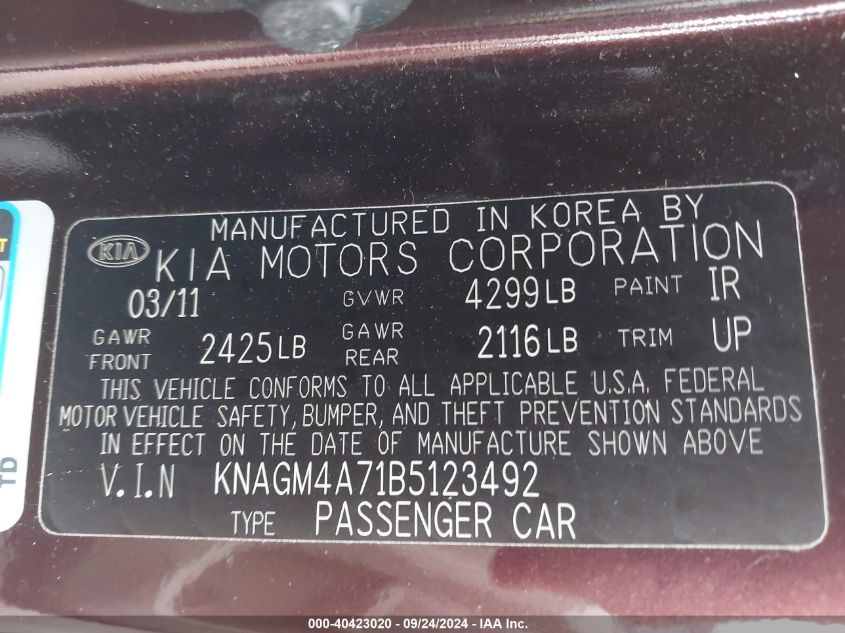 MANUFACTURED IN KOREA BY
KIA KIA MOTORS CORPORATION
03/11 GVWR 4299LB PAINT IR
GAWR FRONT 2425LB GAWR REAR 2116LB TRIM UP
THIS VEHICLE CONFORMS TO ALL APPLICABLE U.S.A. FEDERAL
MOTOR VEHICLE SAFETY, BUMPER, AND THEFT PREVENTION STANDARDS
IN EFFECT ON THE DATE OF MANUFACTURE SHOWN ABOVE
V.I.N KNAGM4A71B5123492
TYPE PASSENGER CAR
TD
000-40423020 - 09/24/2024 - IAA Inc.